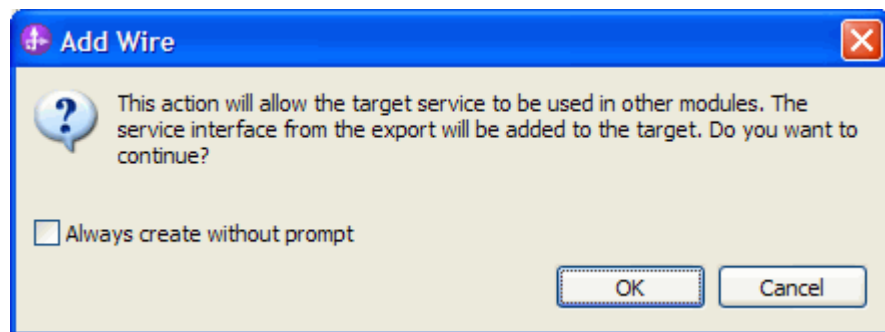 Add Wire
This action will allow the target service to be used in other modules. The
service interface from the export will be added to the target. Do you want to
continue?
Always create without prompt
OK
Cancel